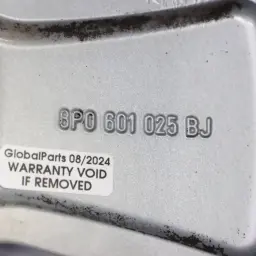 8P0 601 025 BJ
GlobalParts 08/2024
WARRANTY VOID
IF REMOVED